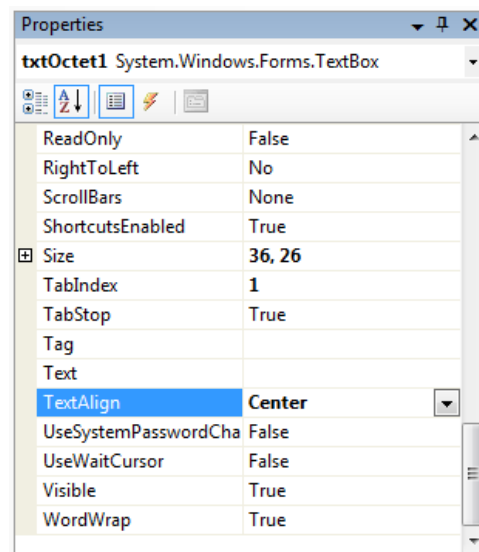 Properties
txtOctet1 System.Windows.Forms.TextBox
A Z
ReadOnly False
RightToLeft No
ScrollBars None
ShortcutsEnabled True
Size 36, 26
TabIndex 1
TabStop True
Tag
Text
TextAlign Center
UseSystemPasswordCha False
UseWaitCursor False
Visible True
WordWrap True